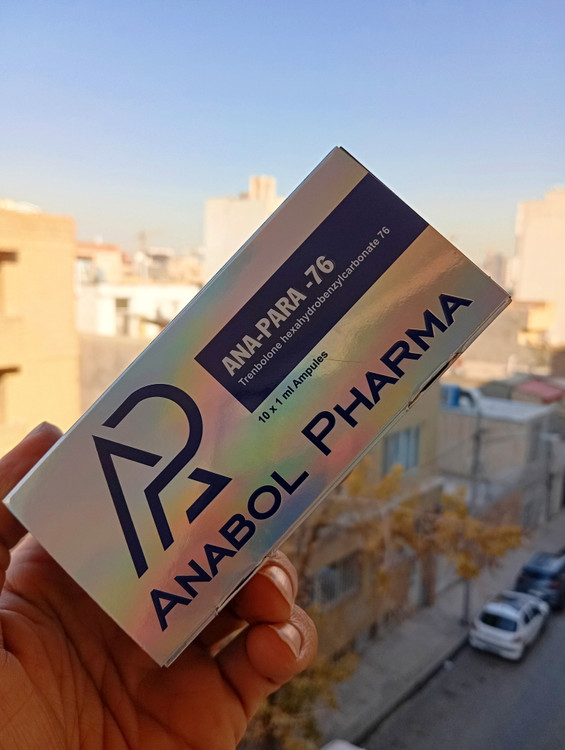 ANA-PARA -76
Trenbolone hexahydrobenzylcarbonate 76
10 x 1 ml Ampules
AP
ANABOL PHARMA